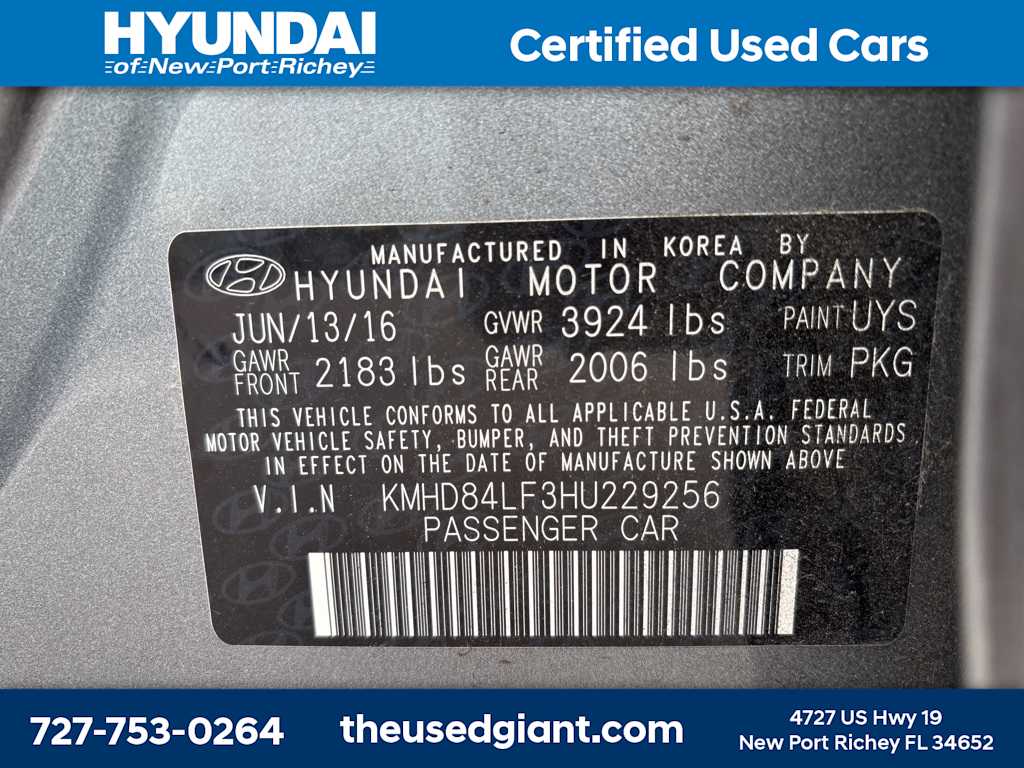 HYUNDAI
of New Port Richey
Certified Used Cars
MANUFACTURED IN KOREA BY
HYUNDAI MOTOR COMPANY
JUN/13/16 GVWR 3924 lbs PAINT UYS
GAWR FRONT 2183 lbs GAWR REAR 2006 lbs TRIM PKG
THIS VEHICLE CONFORMS TO ALL APPLICABLE U.S.A. FEDERAL
MOTOR VEHICLE SAFETY, BUMPER, AND THEFT PREVENTION STANDARDS
IN EFFECT ON THE DATE OF MANUFACTURE SHOWN ABOVE
V.I.N KMHD84LF3HU229256
PASSENGER CAR
727-753-0264
theusedgiant.com
4727 US Hwy 19
New Port Richey FL 34652